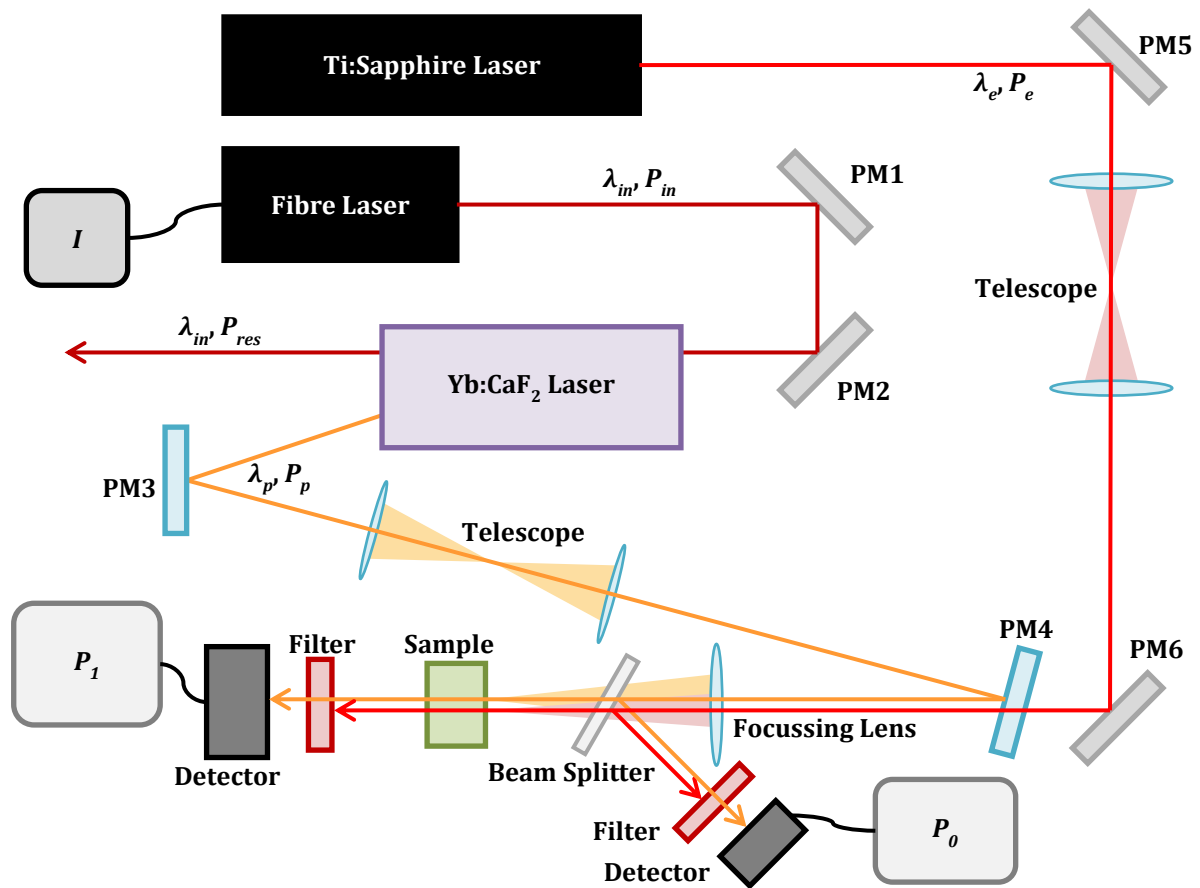 Ti:Sapphire Laser
PM5
λe, Pe
Fibre Laser
λin, Pin
PM1
I
Telescope
λin, Pres
Yb:CaF2 Laser
PM2
PM3
λp, Pp
Telescope
P1
Filter
Sample
PM4
PM6
Focussing Lens
Detector
Beam Splitter
Filter
P0
Detector